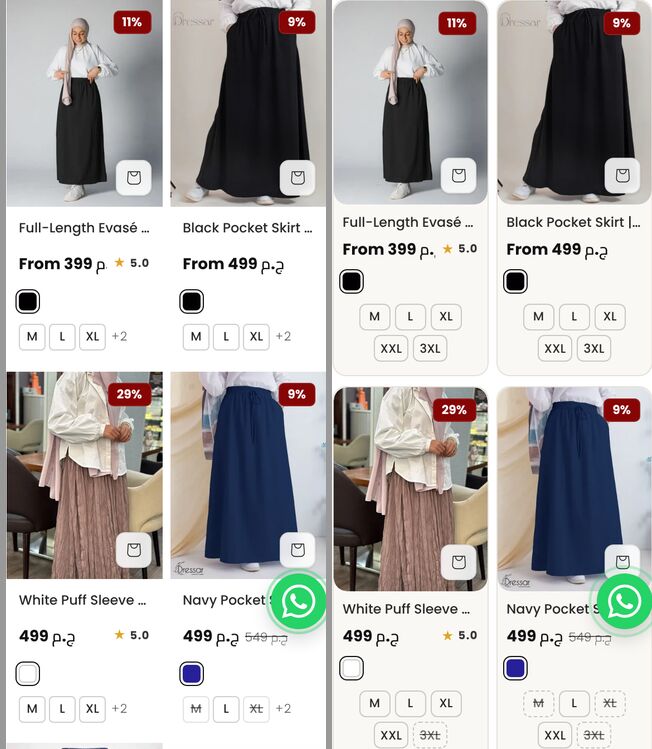 11%
Full-Length Evasé ...
From 399 ج.م
5.0
M L XL +2
Dressar
9%
Black Pocket Skirt ...
From 499 ج.م
M L XL +2
29%
White Puff Sleeve ...
499 ج.م
5.0
M L XL +2
9%
Dressar
Navy Pocket S
499 ج.م 549 ج.م
M L XL +2
11%
Full-Length Evasé ...
From 399 ج.م.
5.0
M L XL
XXL 3XL
Dressar
9%
Black Pocket Skirt |...
From 499 ج.م
M L XL
XXL 3XL
29%
White Puff Sleeve ...
499 ج.م
5.0
M L XL
XXL 3XL
9%
Dressar
Navy Pocket S
499 ج.م 549 ج.م
M L XL
XXL 3XL